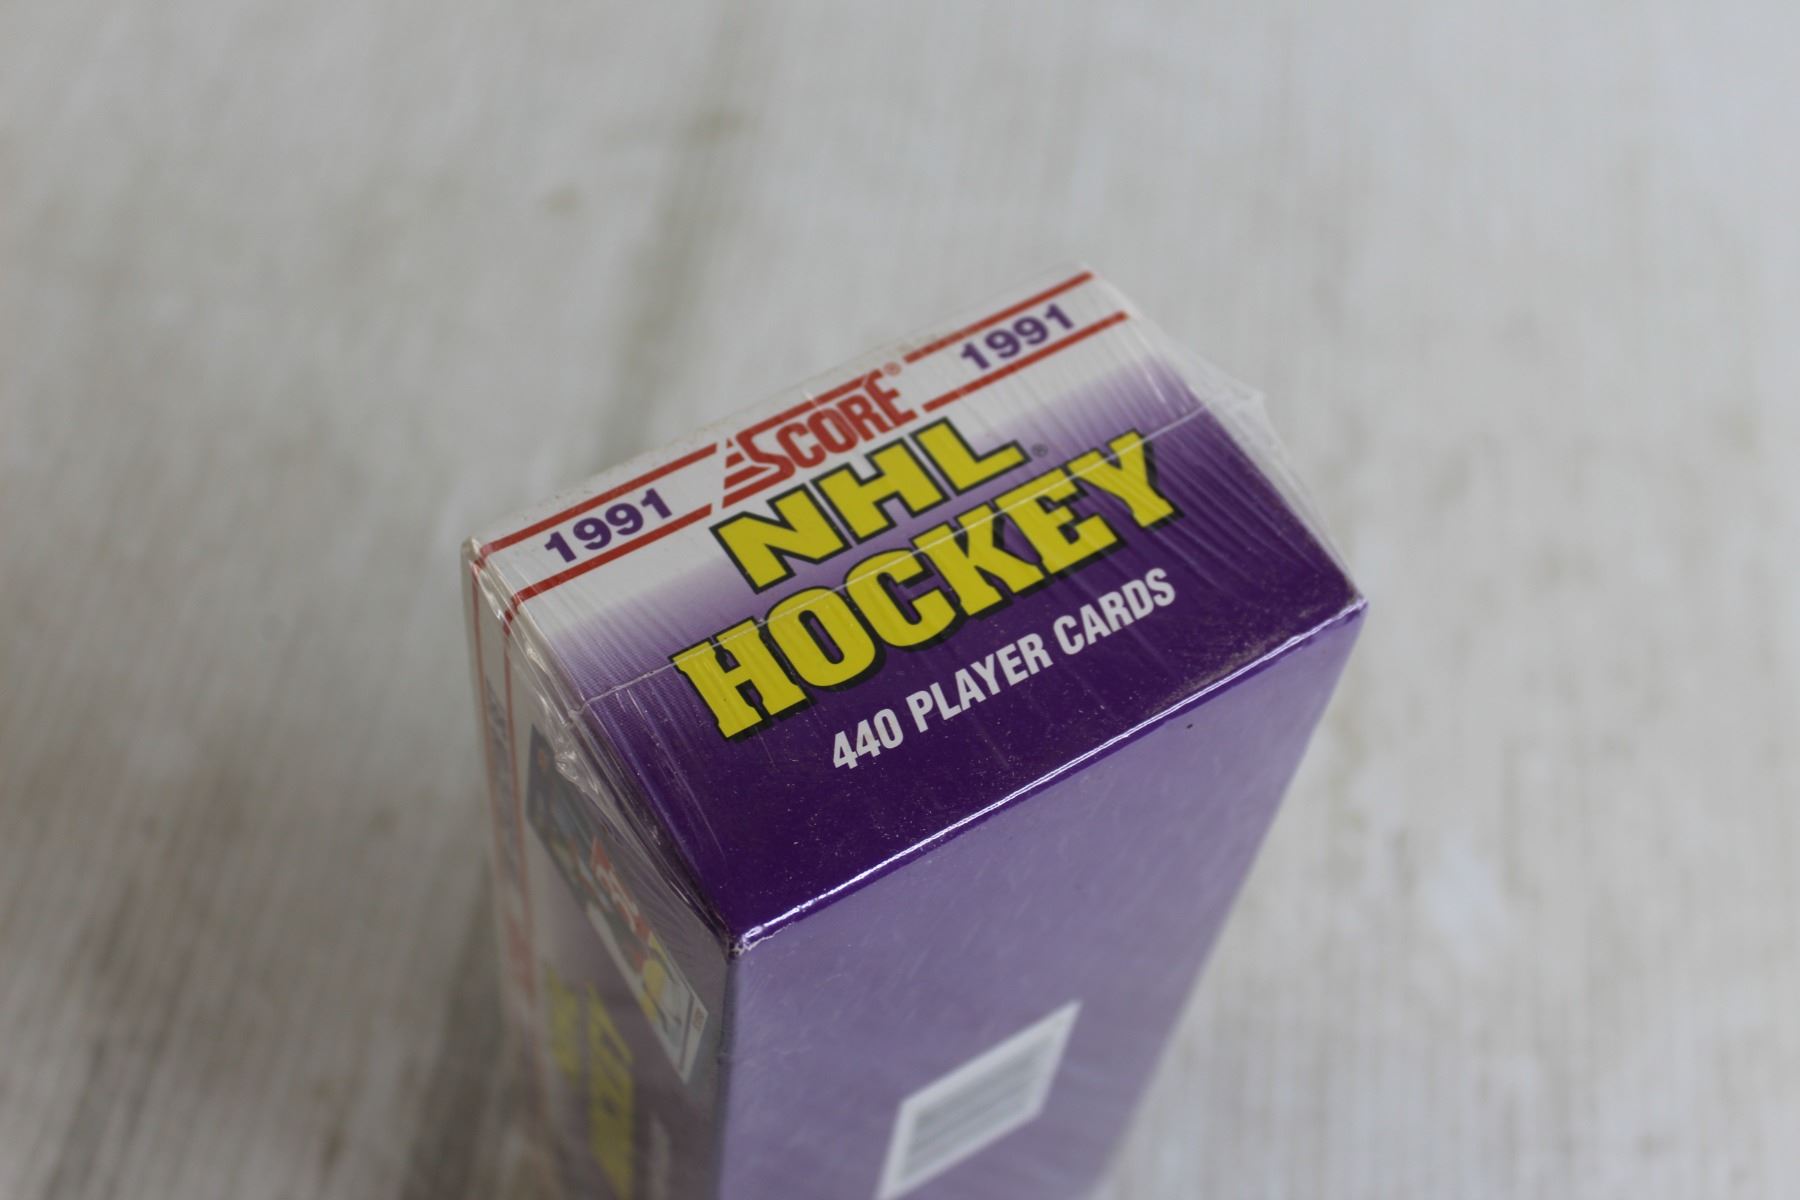 1991 SCORE® 1991
NHL®
HOCKEY
440 PLAYER CARDS